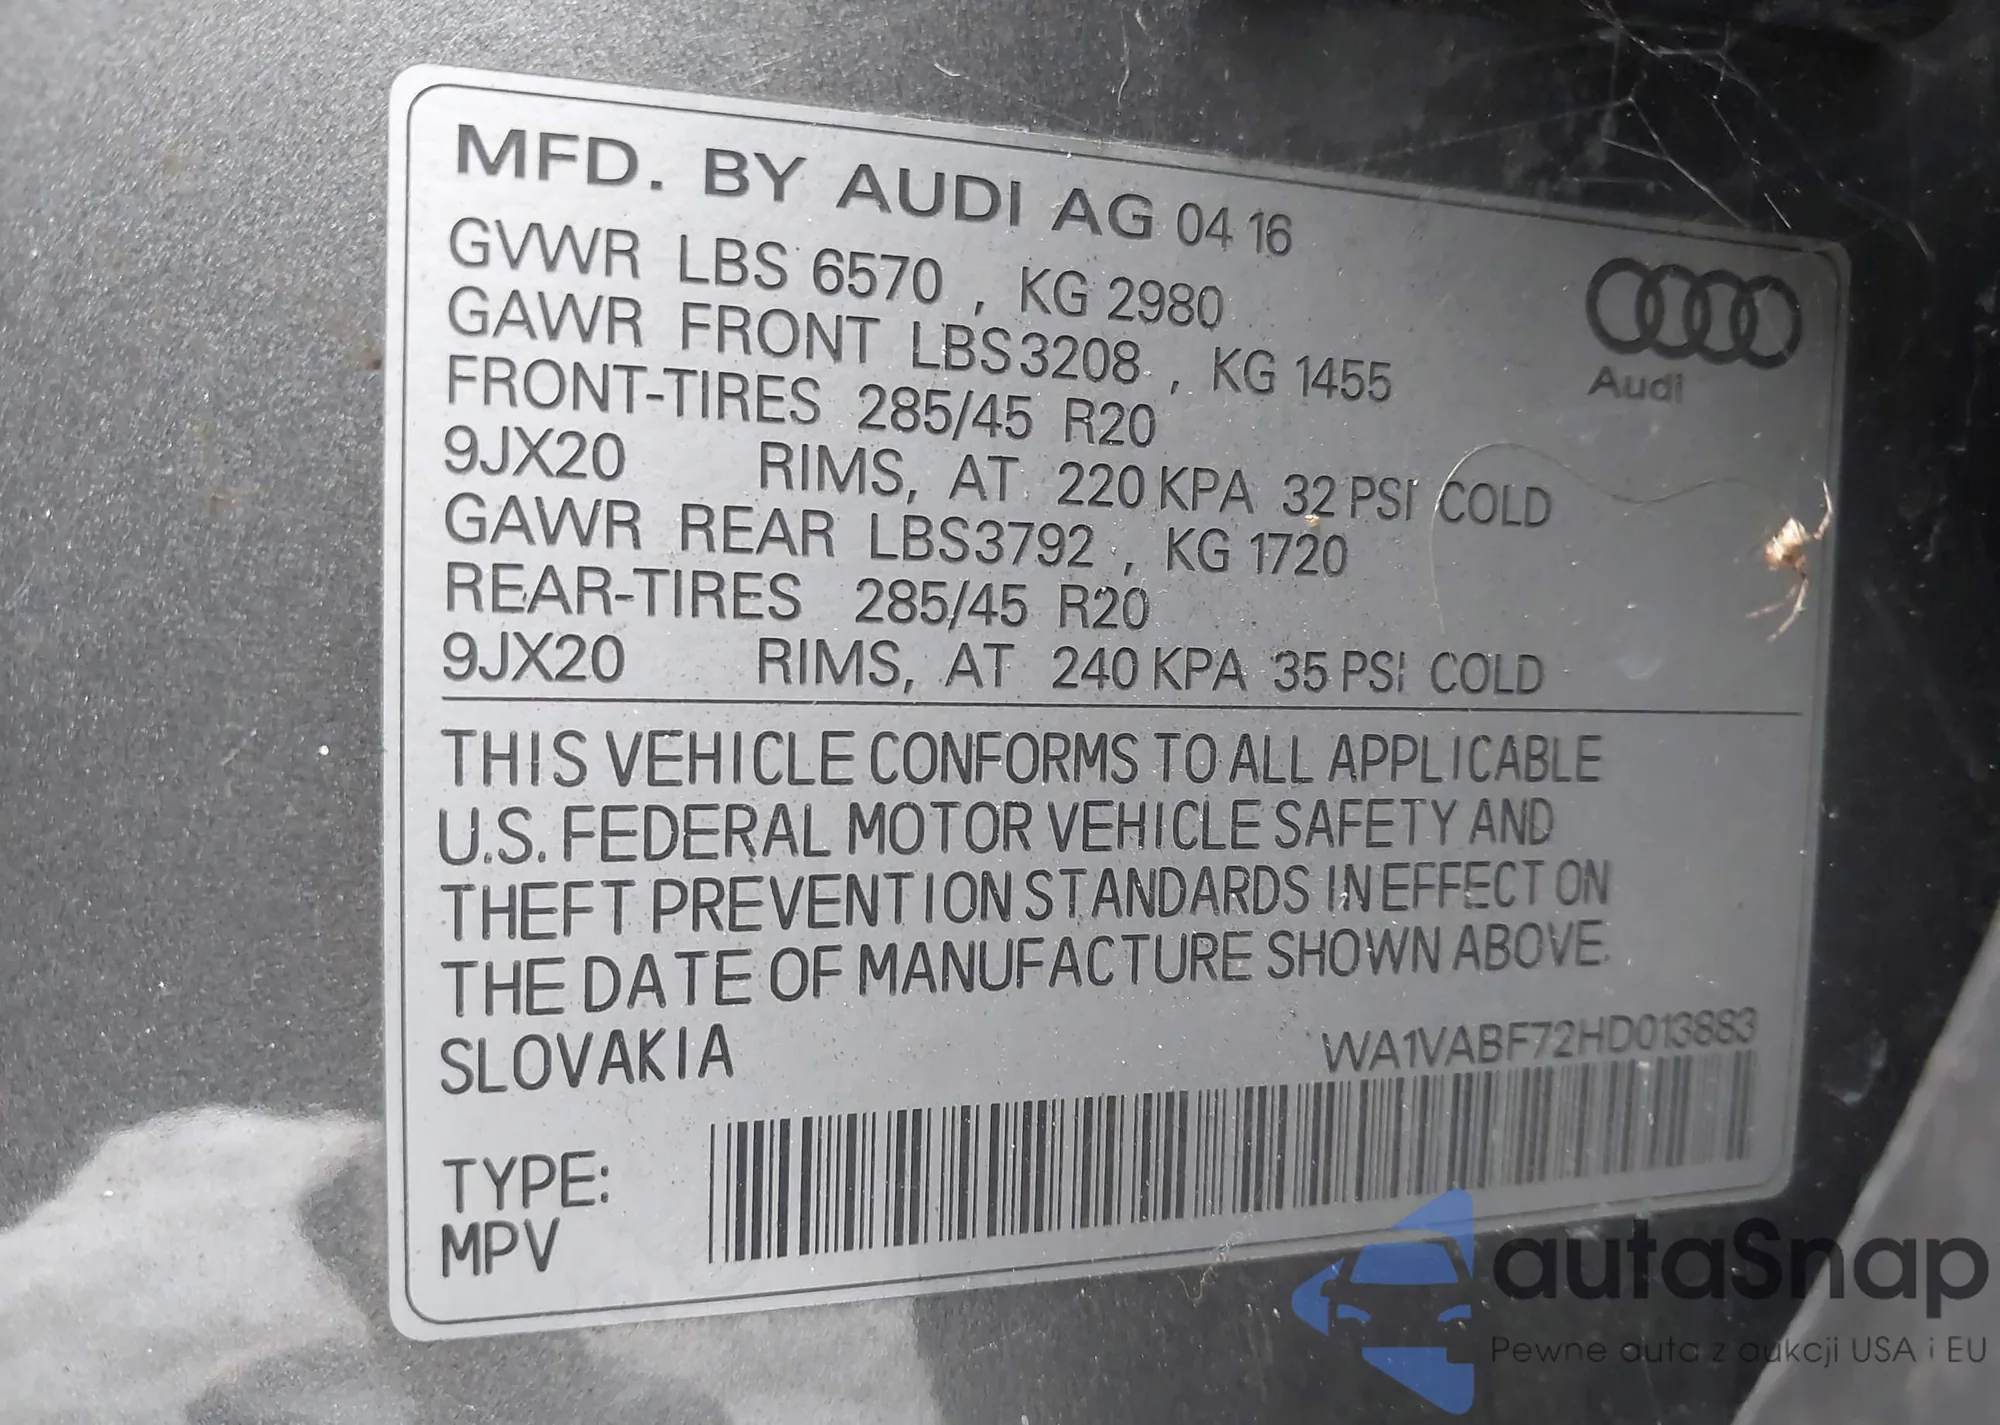 MFD. BY AUDI AG 04 16
GVWR LBS 6570 , KG 2980
GAWR FRONT LBS3208 , KG 1455
FRONT-TIRES 285/45 R20
9JX20 RIMS, AT 220 KPA 32 PSI COLD
GAWR REAR LBS3792 , KG 1720
REAR-TIRES 285/45 R20
9JX20 RIMS, AT 240 KPA 35 PSI COLD
Audi
THIS VEHICLE CONFORMS TO ALL APPLICABLE
U.S. FEDERAL MOTOR VEHICLE SAFETY AND
THEFT PREVENTION STANDARDS IN EFFECT ON
THE DATE OF MANUFACTURE SHOWN ABOVE.
SLOVAKIA WA1VABF72HD013883
TYPE:
MPV
autaSnap
Pewne auta z aukcji USA i EU